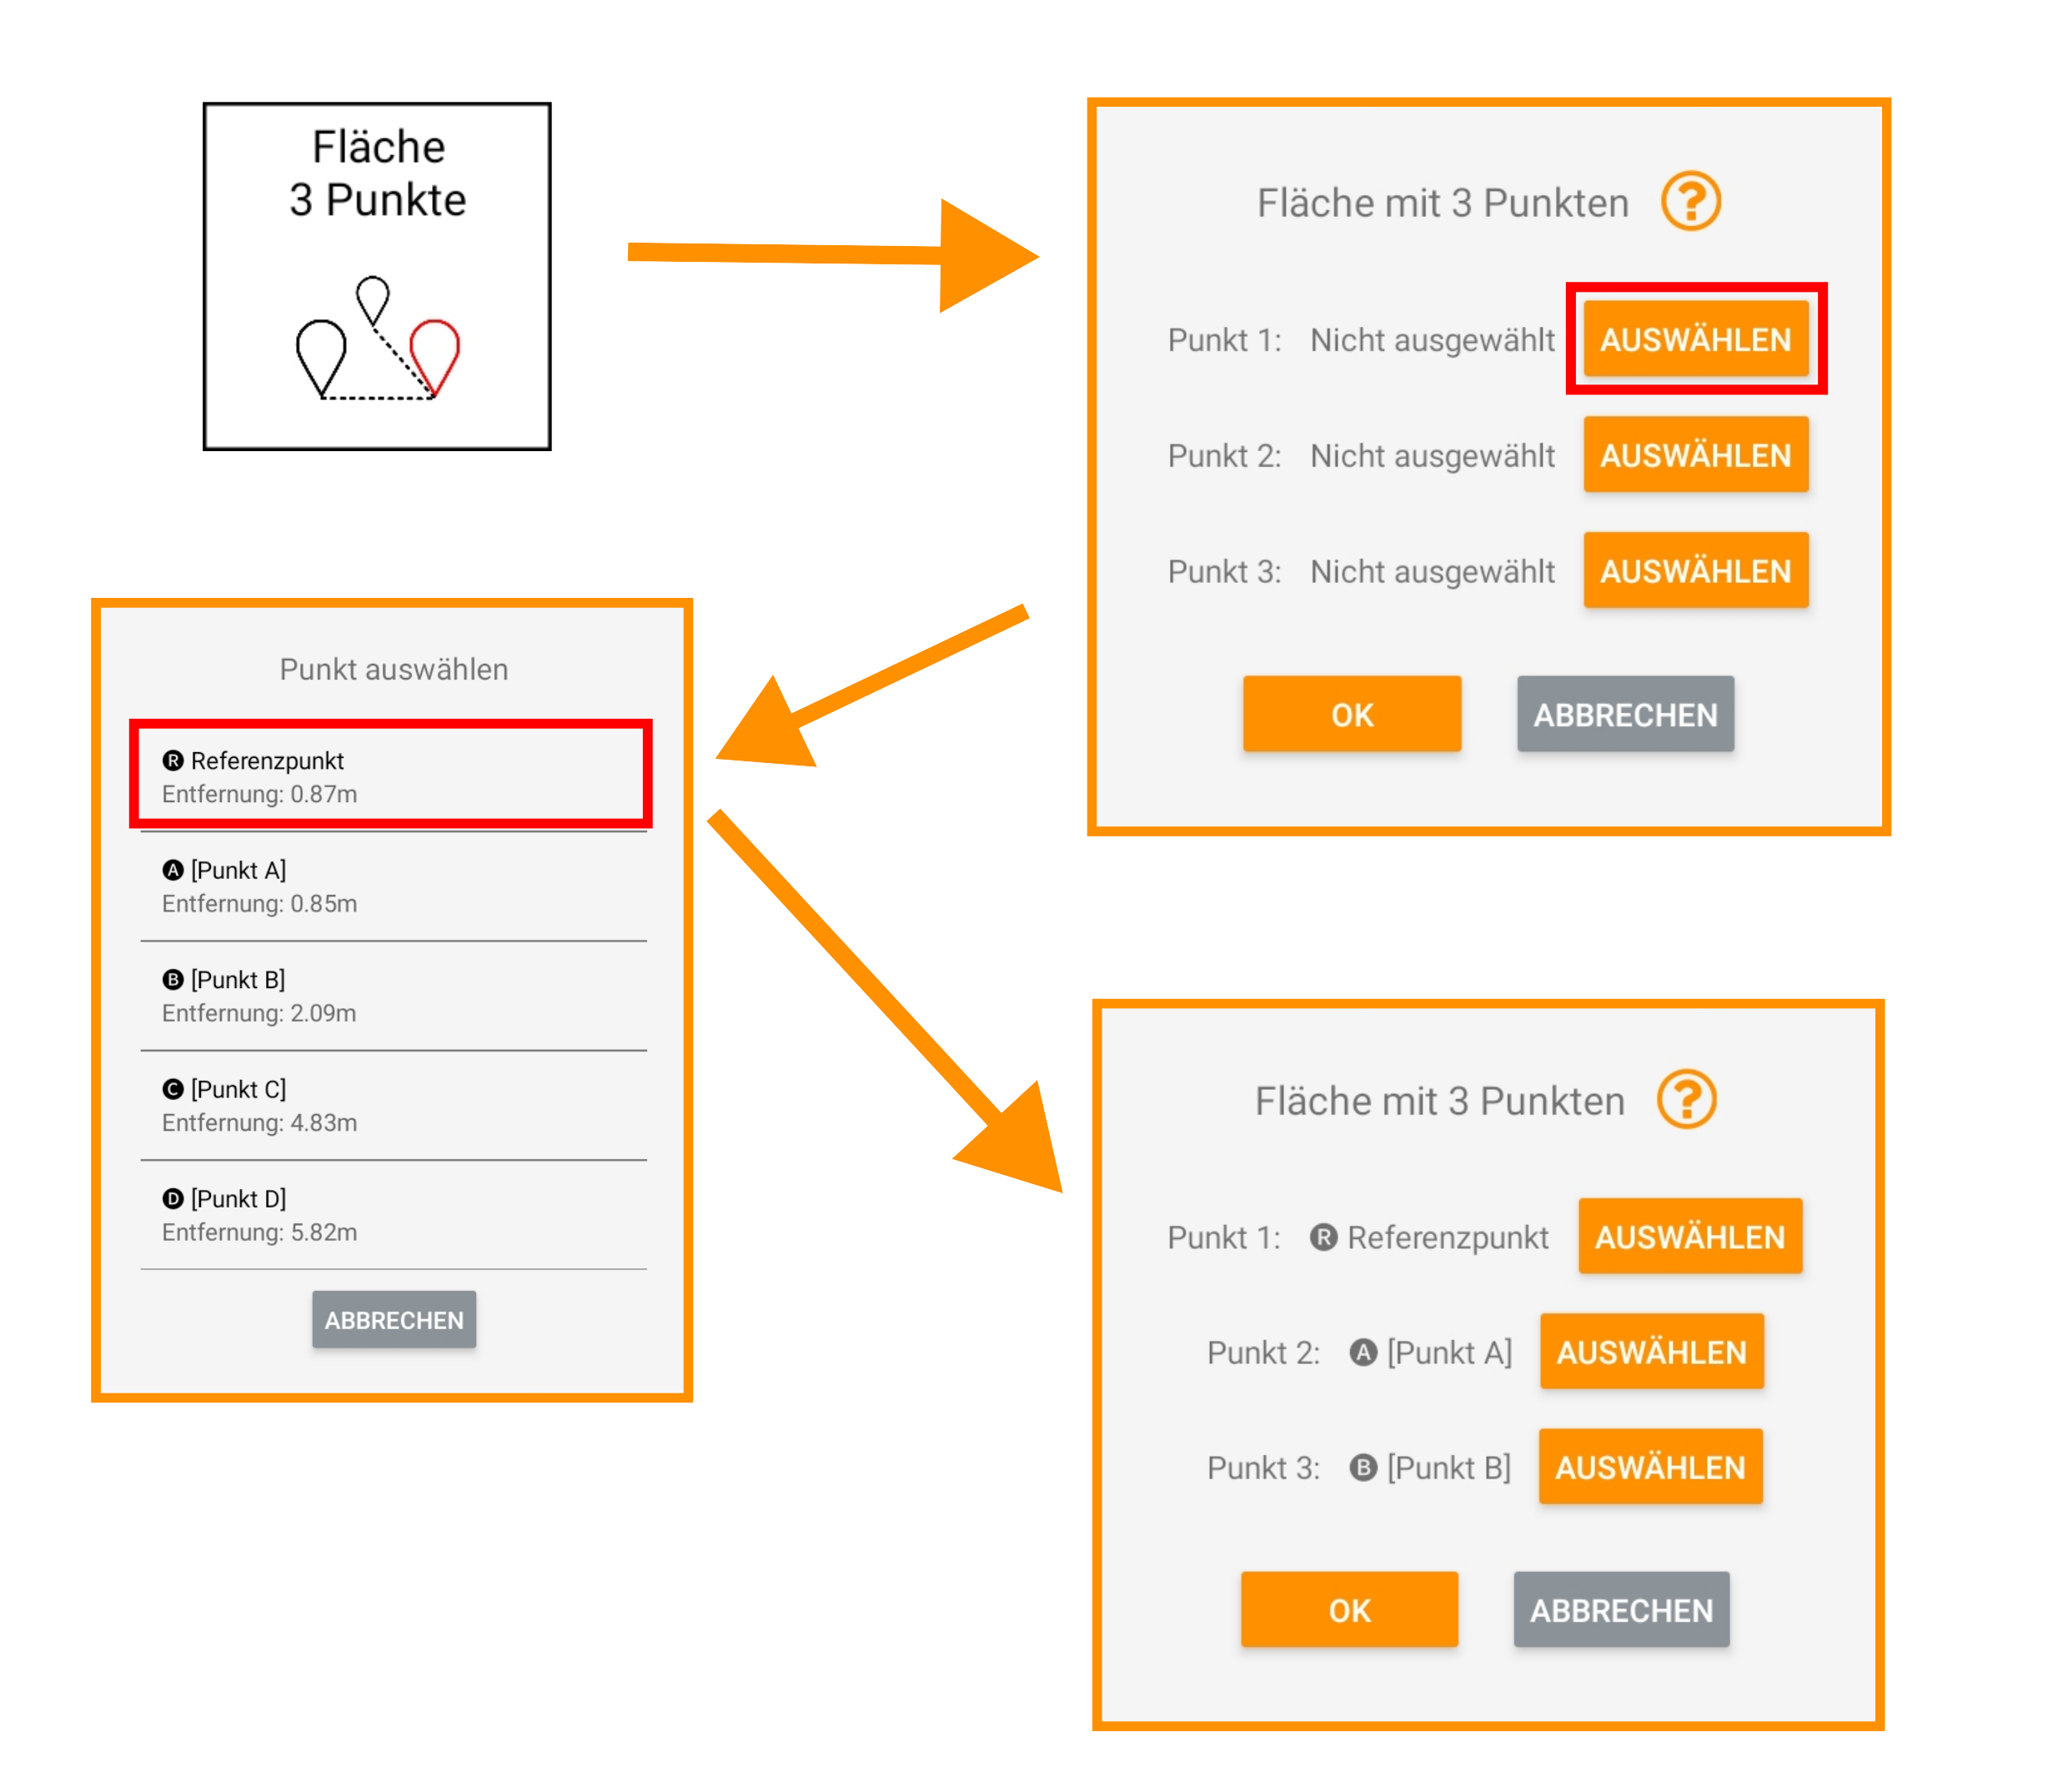 Fläche
3 Punkte
Fläche mit 3 Punkten ?
Punkt 1: Nicht ausgewählt AUSWÄHLEN
Punkt 2: Nicht ausgewählt AUSWÄHLEN
Punkt 3: Nicht ausgewählt AUSWÄHLEN
OK ABBRECHEN
Punkt auswählen
R Referenzpunkt
Entfernung: 0.87m
A [Punkt A]
Entfernung: 0.85m
B [Punkt B]
Entfernung: 2.09m
C [Punkt C]
Entfernung: 4.83m
D [Punkt D]
Entfernung: 5.82m
ABBRECHEN
Fläche mit 3 Punkten ?
Punkt 1: R Referenzpunkt AUSWÄHLEN
Punkt 2: A [Punkt A] AUSWÄHLEN
Punkt 3: B [Punkt B] AUSWÄHLEN
OK ABBRECHEN